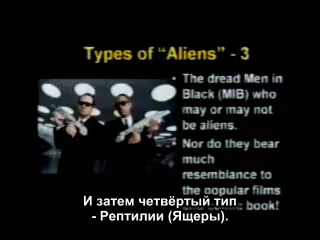 Types of “Aliens” - 3
• The dread Men in
Black (MIB) who
may or may not
be aliens.
Nor do they bear
much
resemblance to
the popular films
book!
И затем четвёртый тип
- Рептилии (Ящеры).